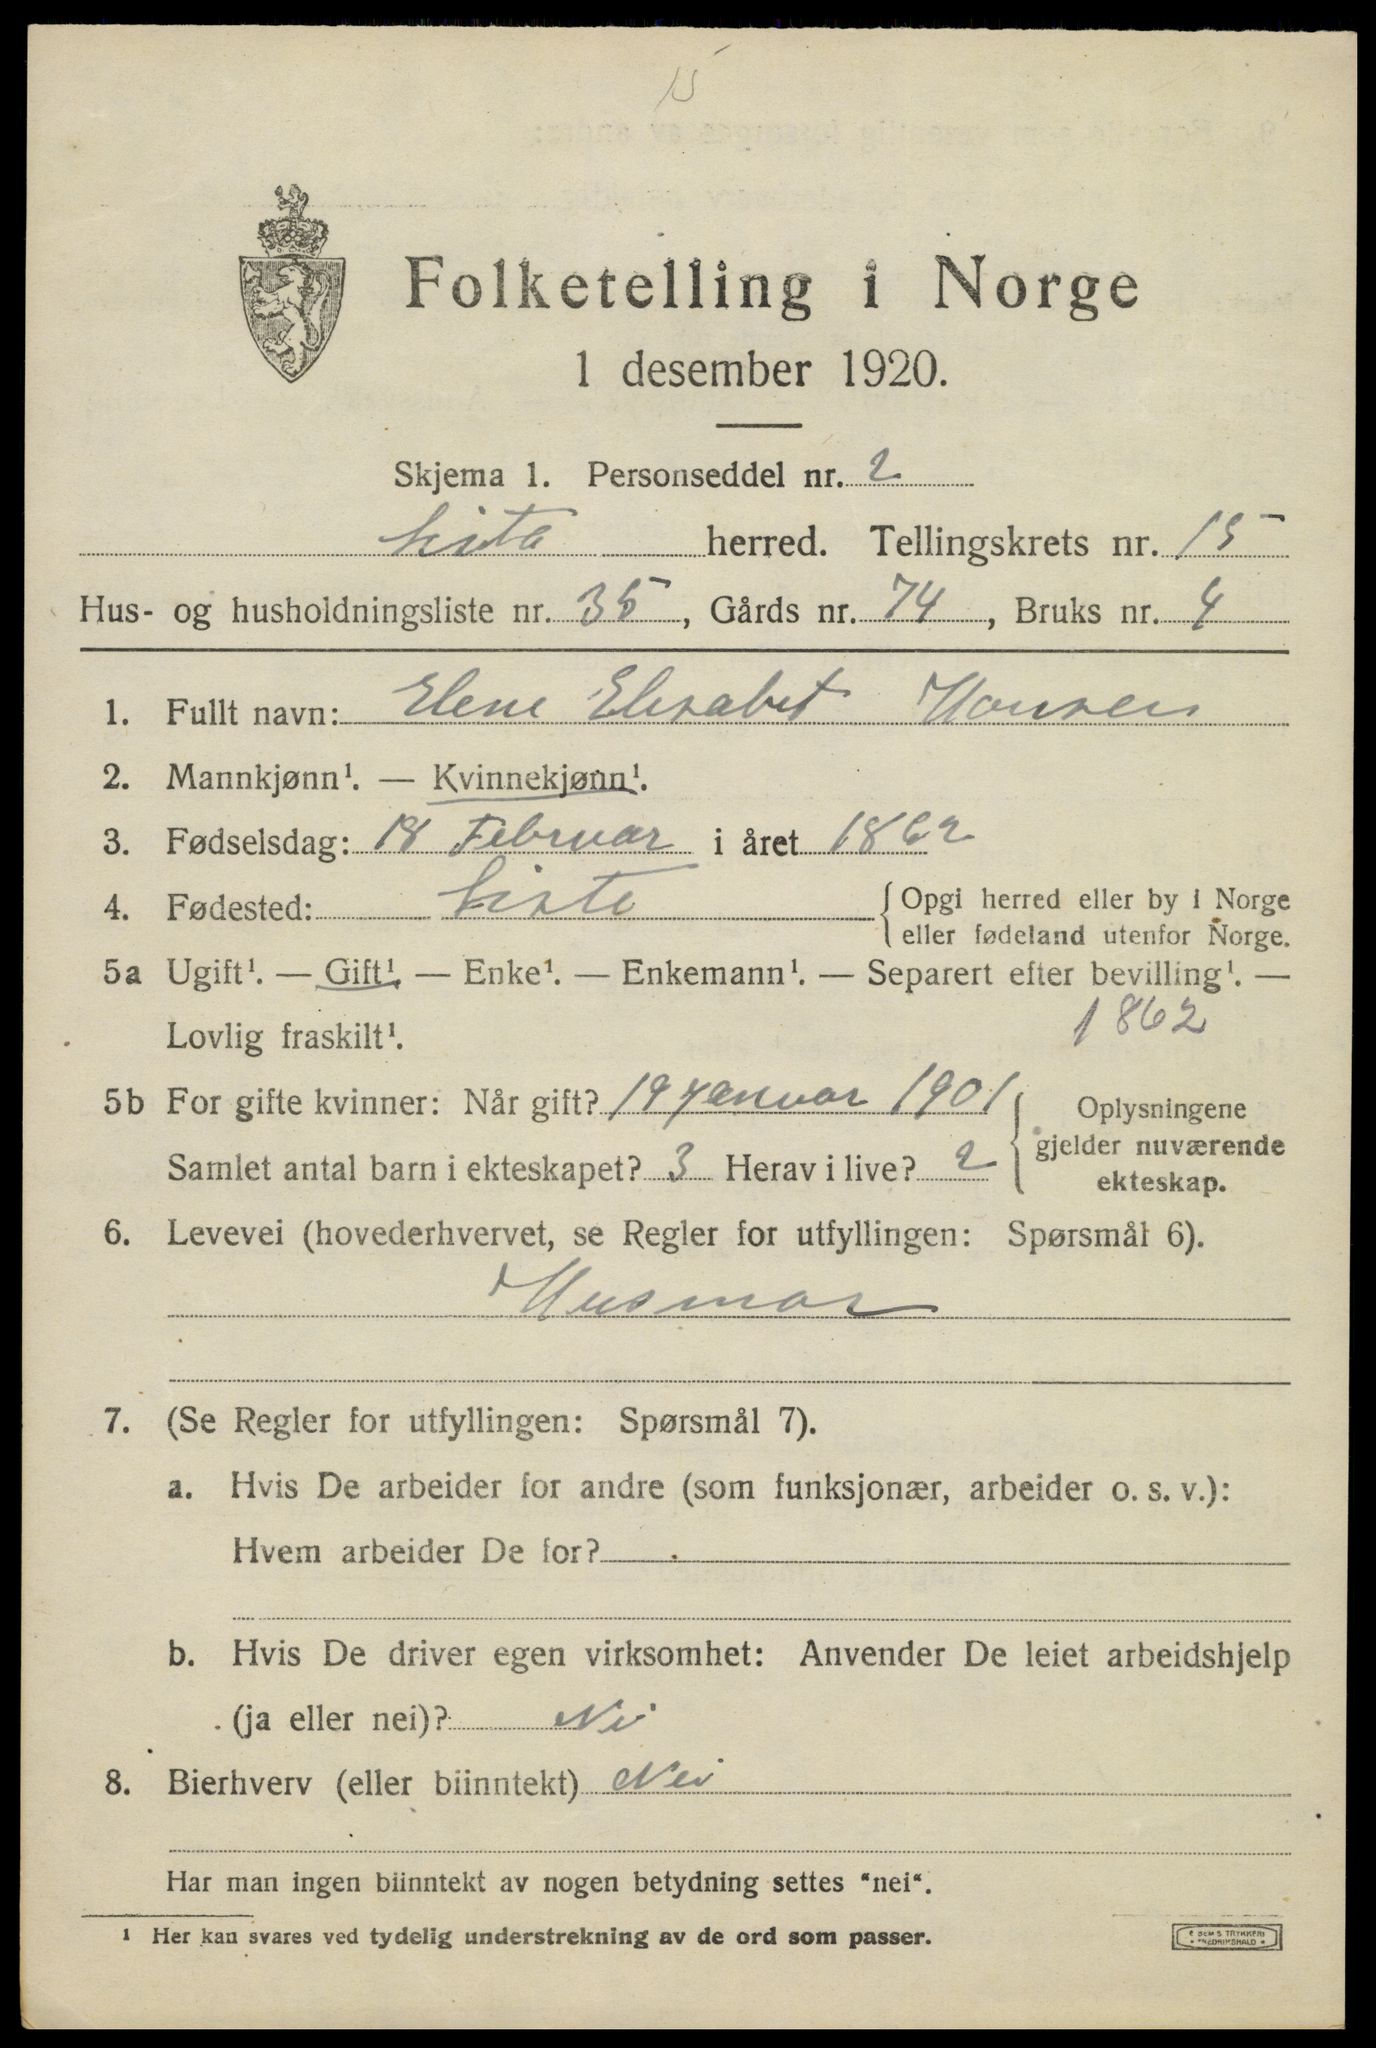 15
Folketelling i Norge
1 desember 1920.
Skjema 1. Personseddel nr. 2
Lista herred. Tellingskrets nr. 15
Hus- og husholdningsliste nr. 35, Gårds nr. 74, Bruks nr. 4
1. Fullt navn: Elene Elisabet Hansen
2. Mannkjønn¹. — Kvinnekjønn¹.
3. Fødselsdag: 18 Februar i året 1862
4. Fødested: Liste {Opgi herred eller by i Norge
eller fødeland utenfor Norge.
5a Ugift¹. — Gift¹. — Enke¹. — Enkemann¹. — Separert efter bevilling¹. —
Lovlig fraskilt¹.
1862
5b For gifte kvinner: Når gift? 19 Januar 1901
Samlet antal barn i ekteskapet? 3 Herav i live? 2
Oplysningene
gjelder nuværende
ekteskap.
6. Levevei (hovederhvervet, se Regler for utfyllingen: Spørsmål 6).
Husmor
7. (Se Regler for utfyllingen: Spørsmål 7).
a. Hvis De arbeider for andre (som funksjonær, arbeider o. s. v.):
Hvem arbeider De for?
b. Hvis De driver egen virksomhet: Anvender De leiet arbeidshjelp
(ja eller nei)? Nei
8. Bierhverv (eller biinntekt) Nei
Har man ingen biinntekt av nogen betydning settes "nei".
¹ Her kan svares ved tydelig understrekning av de ord som passer.